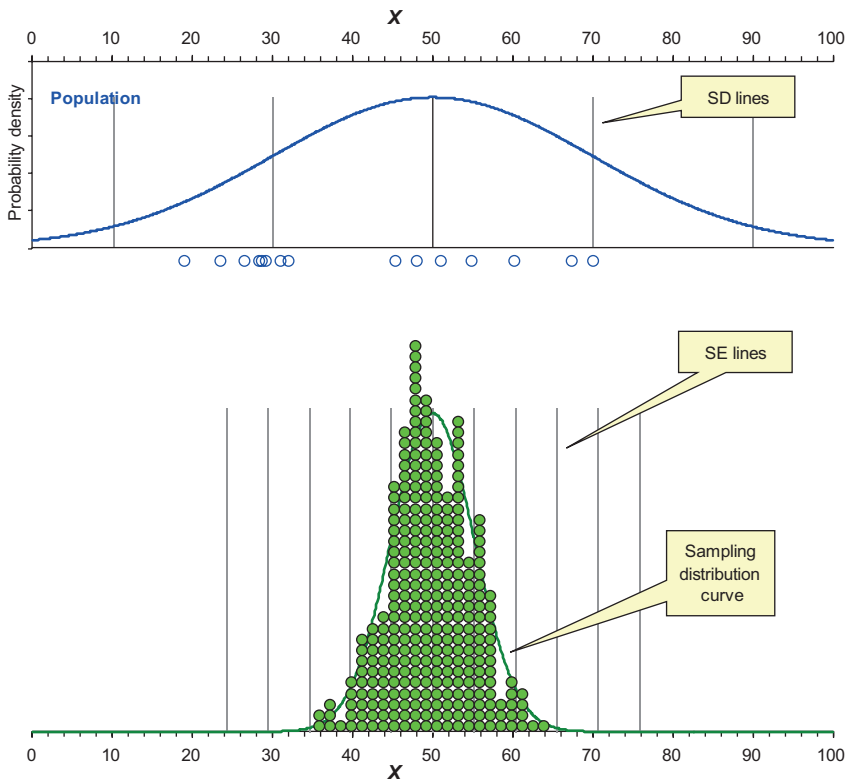 X
0 10 20 30 40 50 60 70 80 90 100
Probability density
Population
SD lines
SE lines
Sampling
distribution
curve
0 10 20 30 40 50 60 70 80 90 100
X